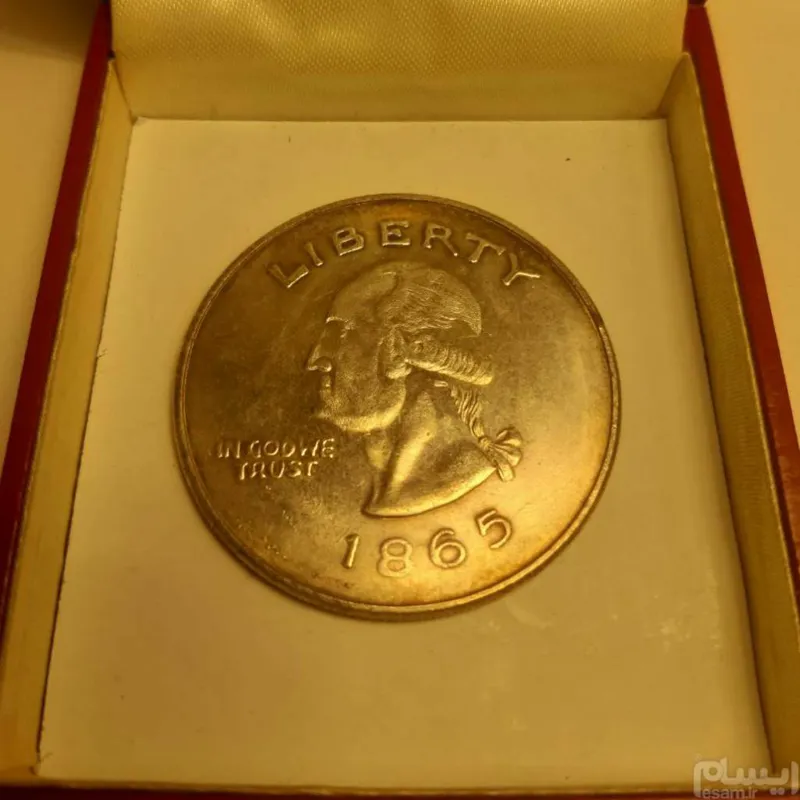 LIBERTY
IN GOD WE
TRUST
1865
ایسام
esam.ir